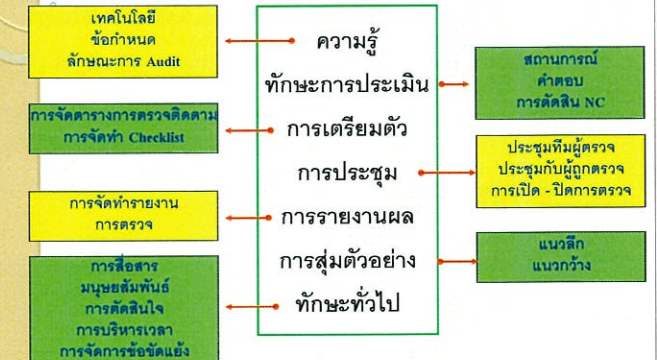 เทคโนโลยี
ข้อกำหนด
ลักษณะการ Audit
การจัดตารางการตรวจติดตาม
การจัดทำ Checklist
การจัดทำรายงาน
การตรวจ
การสื่อสาร
มนุษยสัมพันธ์
การตัดสินใจ
การบริหารเวลา
การจัดการข้อขัดแย้ง
ความรู้
ทักษะการประเมิน
การเตรียมตัว
การประชุม
การรายงานผล
การสุ่มตัวอย่าง
ทักษะทั่วไป
สถานการณ์
คำตอบ
การตัดสิน NC
ประชุมทีมผู้ตรวจ
ประชุมกับผู้ถูกตรวจ
การเปิด - ปิดการตรวจ
แนวลึก
แนวกว้าง